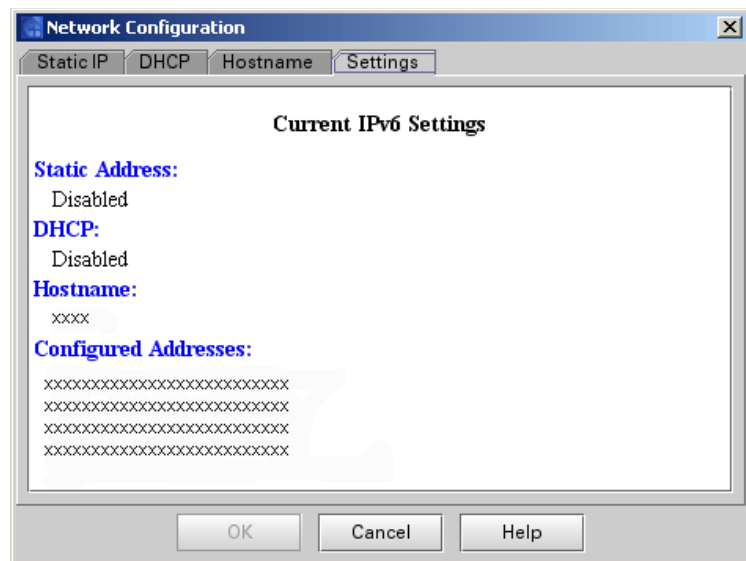 Network Configuration
Static IP DHCP Hostname Settings
Current IPv6 Settings
Static Address:
Disabled
DHCP:
Disabled
Hostname:
xxxx
Configured Addresses:
xxxxxxxxxxxxxxxxxxxxxxxxxx
xxxxxxxxxxxxxxxxxxxxxxxxxx
xxxxxxxxxxxxxxxxxxxxxxxxxx
xxxxxxxxxxxxxxxxxxxxxxxxxx
OK Cancel Help